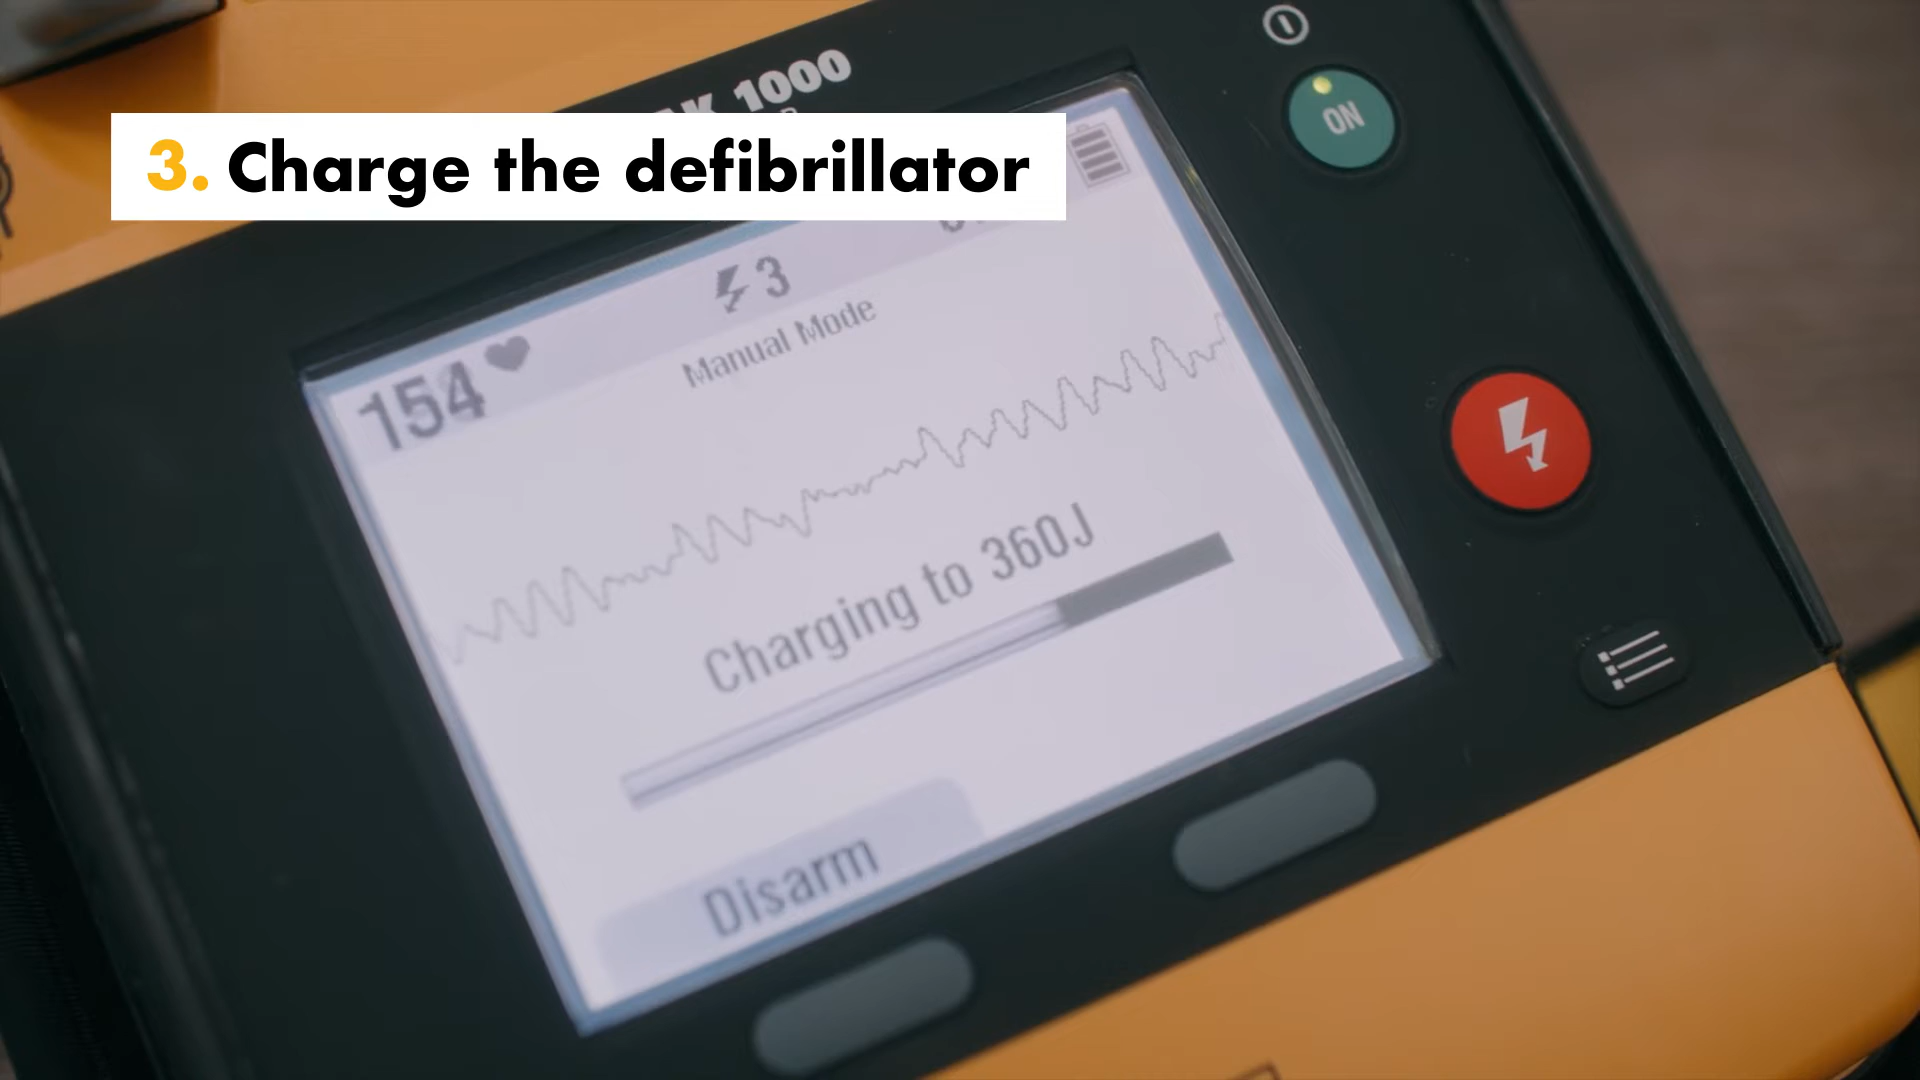 1000
3. Charge the defibrillator
ON
3
Manual Mode
154
Charging to 360J
Disarm